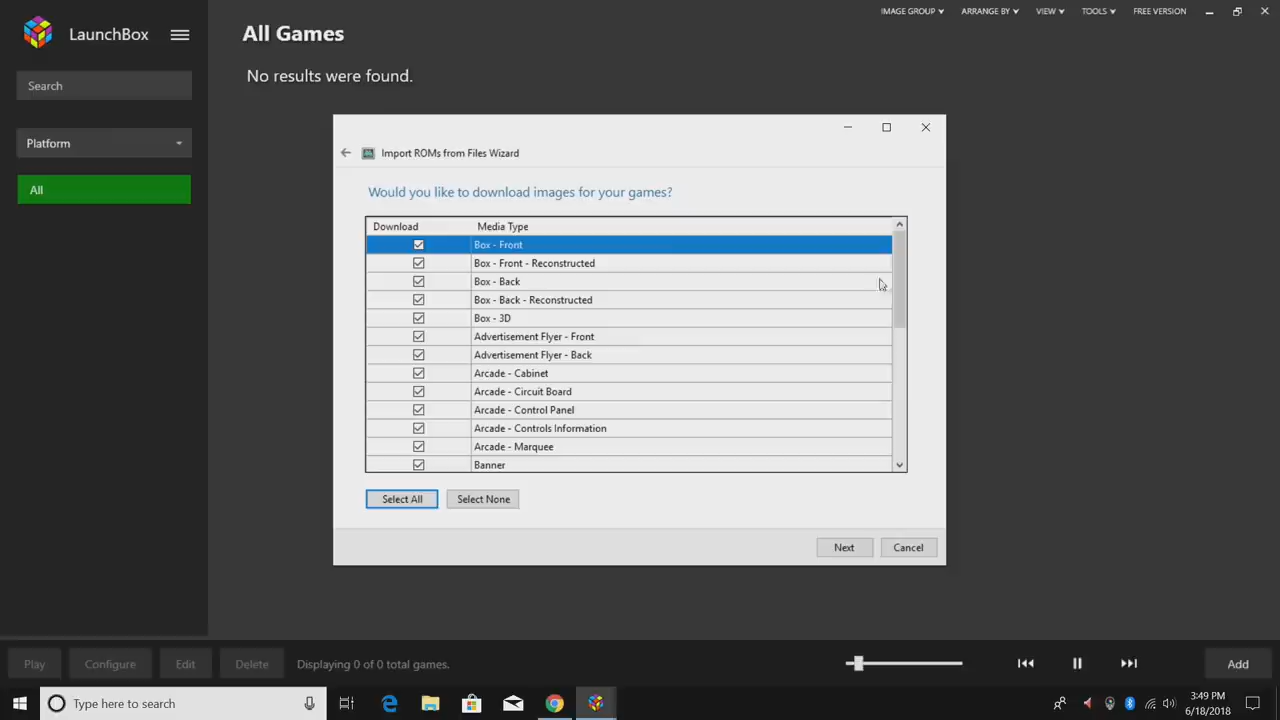 LaunchBox
Search
Platform
All
All Games
No results were found.
IMAGE GROUP
ARRANGE BY
VIEW
TOOLS
FREE VERSION
Import ROMs from Files Wizard
Would you like to download images for your games?
Download Media Type
Box - Front
Box - Front - Reconstructed
Box - Back
Box - Back - Reconstructed
Box - 3D
Advertisement Flyer - Front
Advertisement Flyer - Back
Arcade - Cabinet
Arcade - Circuit Board
Arcade - Control Panel
Arcade - Controls Information
Arcade - Marquee
Banner
Select All Select None
Next Cancel
Play Configure Edit Delete Displaying 0 of 0 total games. Add
Type here to search
3:49 PM
6/18/2018